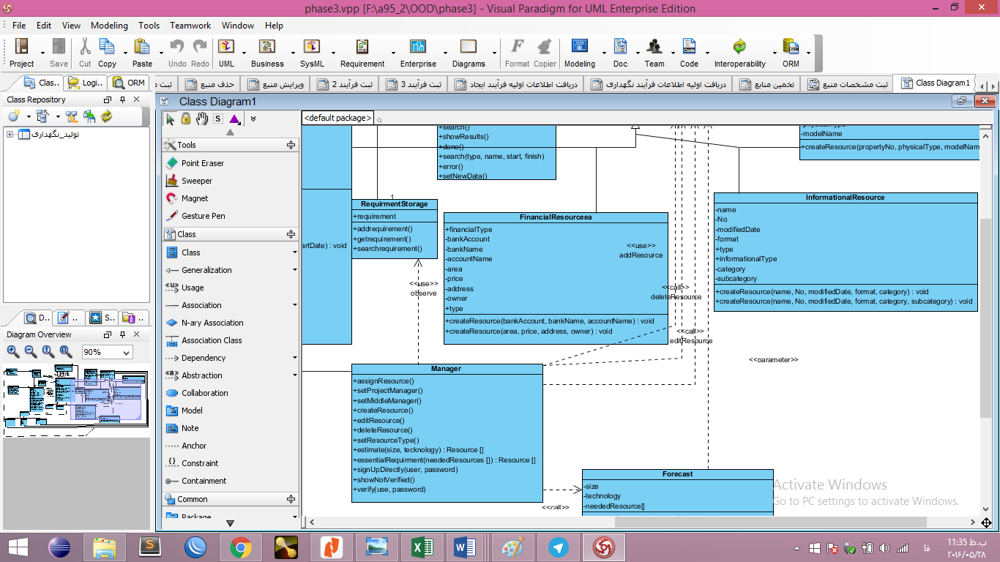 phase3.vpp [F:\a95_2\OOD\phase3] - Visual Paradigm for UML Enterprise Edition
File Edit View Modeling Tools Teamwork Window Help
Project Save Cut Copy Paste Undo Redo UML Business SysML Requirement Enterprise Diagrams Format Copier Modeling Doc Team Code Interoperability ORM
Clas.. Logi.. ORM
ثبت د حذف منبع ویرایش منبع ثبت فرآیند 2 ثبت فرآیند 3 دریافت اطلاعات اولیه فرآیند ایجاد دریافت اطلاعات اولیه فرآیند نگهداری تخمین منابع ثبت مشخصات منبع Class Diagram1
Class Repository
تولید_نگهداری
Class Diagram1
<default package>
D.. .. S.. ..
Diagram Overview
90%
Tools
Point Eraser
Sweeper
Magnet
Gesture Pen
Class
Class
Generalization
<<u>> Usage
Association
N-ary Association
Association Class
Dependency
<<a>> Abstraction
Collaboration
Model
Note
Anchor
Constraint
Containment
Common
Package
artDate) : void
+search()
+showResults()
+done()
+search(type, name, start, finish)
+error()
+setNewData()
-modelName
+createResource(propertyNo, physicalType, modelNam
1
RequirmentStorage
+requirement
+addrequirement()
+getrequirement()
+searchrequirement()
<<use>>
observe
FinancialResourceea
+financialType
-bankAccount
-bankName
-accountName
-area
-price
-address
-owner
+type
+createResource(bankAccount, bankName, accountName) : void
+createResource(area, price, address, owner) : void
<<use>>
addResource
<<call>>
deleteResource
<<call>>
editResource
InformationalResource
-name
-No
-modifiedDate
-format
+type
+informationalType
-category
-subcategory
+createResource(name, No, modifiedDate, format, category) : void
+createResource(name, No, modifiedDate, format, category, subcategory) : void
<<parameter>>
Manager
+assignResource()
+setProjectManager()
+setMiddleManager()
+createResource()
+editResource()
+deleteResource()
+setResourceType()
+estimate(size, tecknology) : Resource []
+essentialRequirment(neededResources []) : Resource []
+signUpDirectly(user, password)
+showNotVerified()
+verify(use, password)
<<call>>
Forecast
-size
-technology
-neededResource[]
Activate Windows
Go to PC settings to activate Windows.
فا
11:35 ب.ظ
۲۰۱۶/۰۵/۲۸